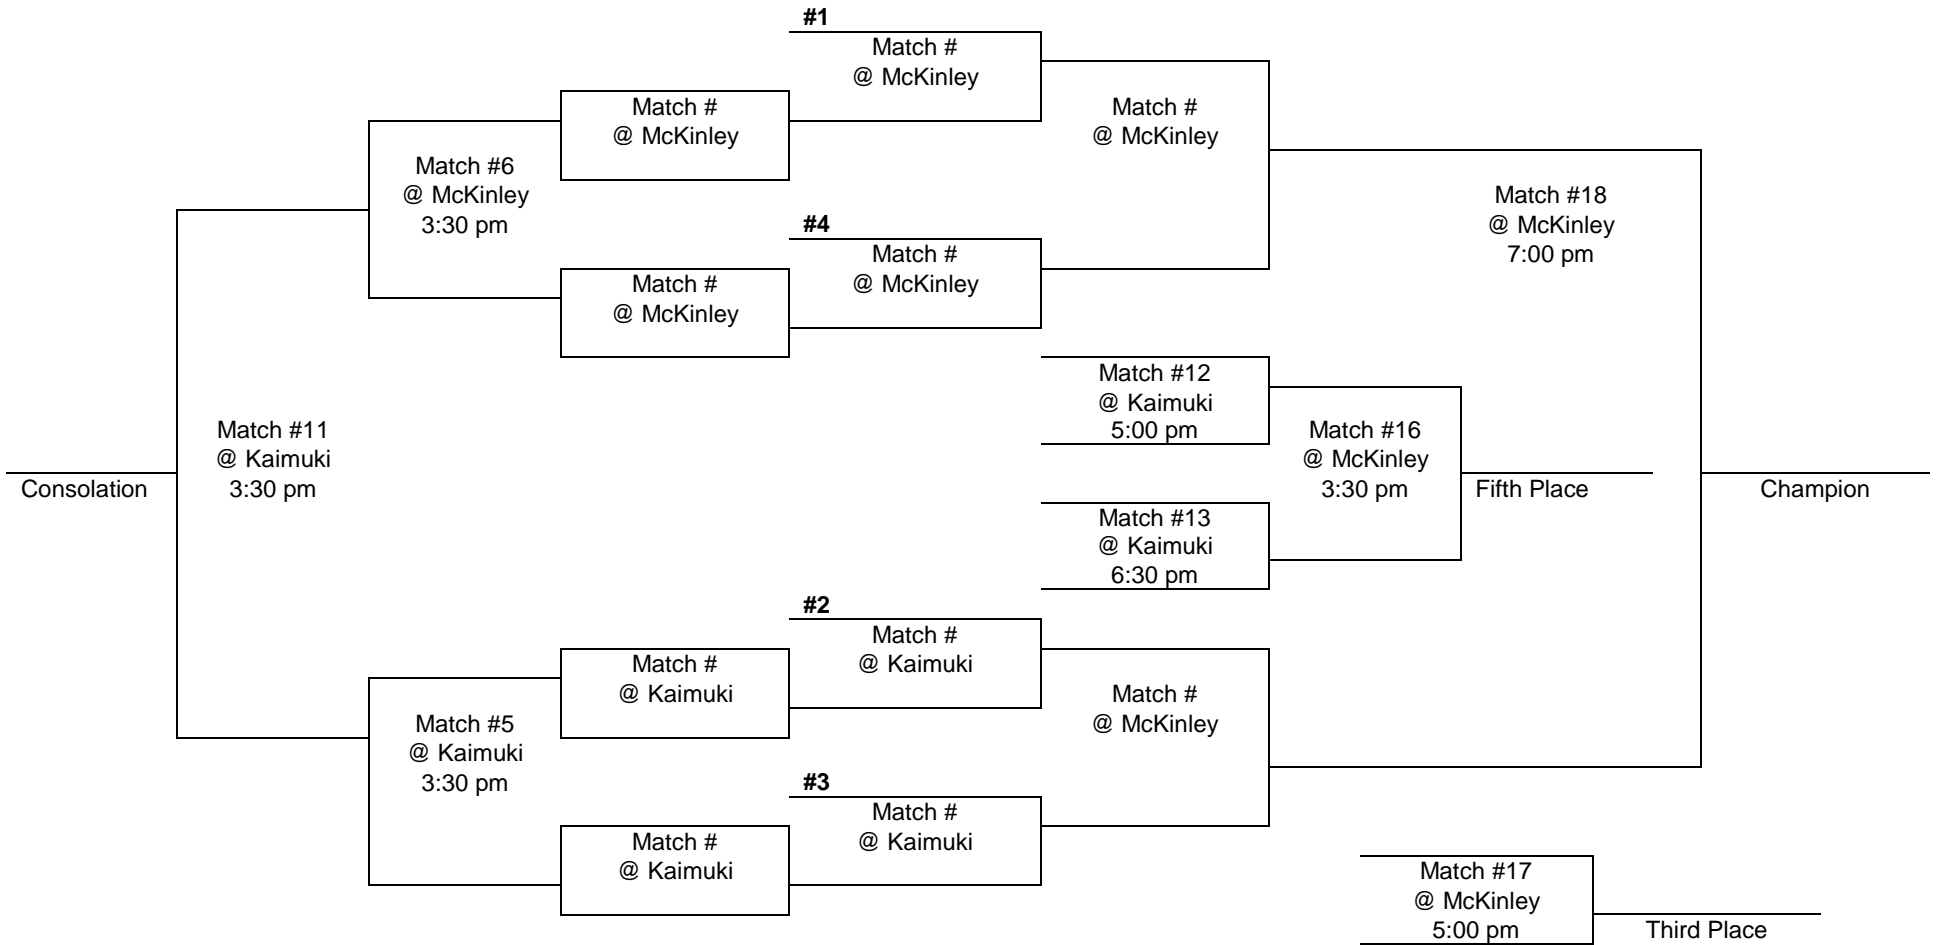 #1
Match #
@ McKinley
Match #
@ McKinley
Match #
@ McKinley
Match #6
@ McKinley
3:30 pm
Match #18
@ McKinley
7:00 pm
#4
Match #
@ McKinley
Match #
@ McKinley
Match #12
@ Kaimuki
5:00 pm
Match #11
@ Kaimuki
3:30 pm
Match #16
@ McKinley
3:30 pm
Consolation
Fifth Place
Champion
Match #13
@ Kaimuki
6:30 pm
#2
Match #
@ Kaimuki
Match #
@ Kaimuki
Match #
@ McKinley
Match #5
@ Kaimuki
3:30 pm
#3
Match #
@ Kaimuki
Match #
@ Kaimuki
Match #17
@ McKinley
5:00 pm
Third Place